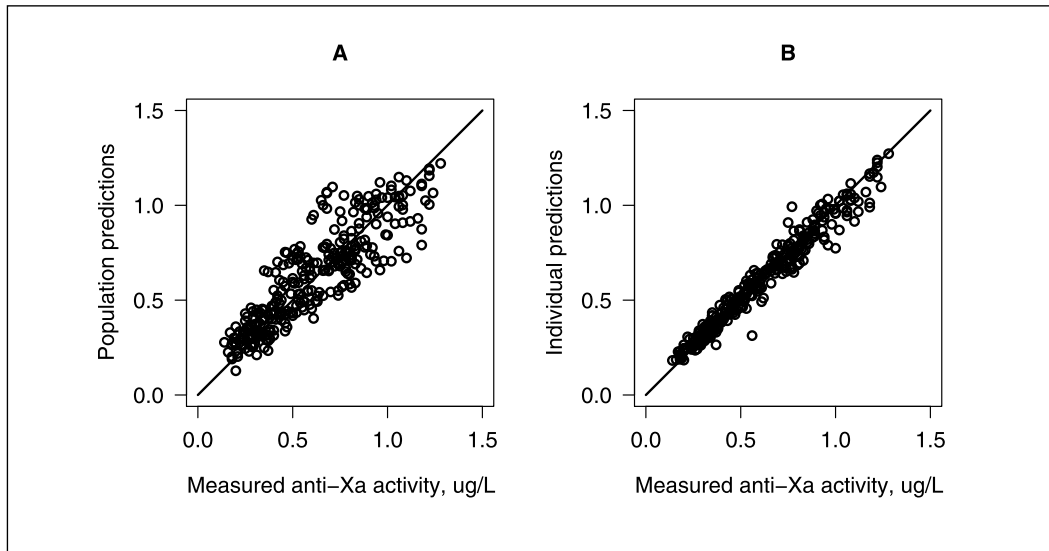 A
B
Population predictions
1.5
1.0
0.5
0.0
0.0 0.5 1.0 1.5
Measured anti−Xa activity, ug/L
Individual predictions
1.5
1.0
0.5
0.0
0.0 0.5 1.0 1.5
Measured anti−Xa activity, ug/L